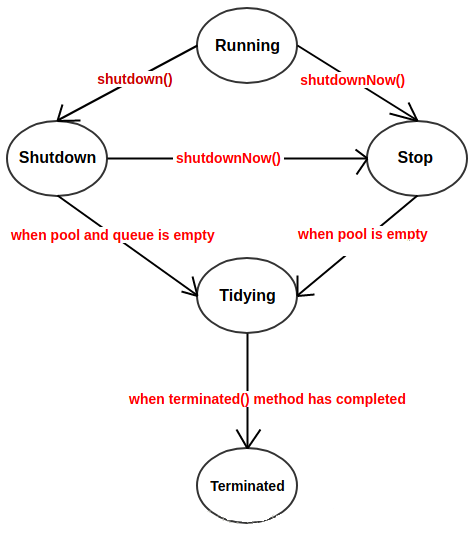 Running
shutdown()
shutdownNow()
Shutdown
shutdownNow()
Stop
when pool and queue is empty
when pool is empty
Tidying
when terminated() method has completed
Terminated